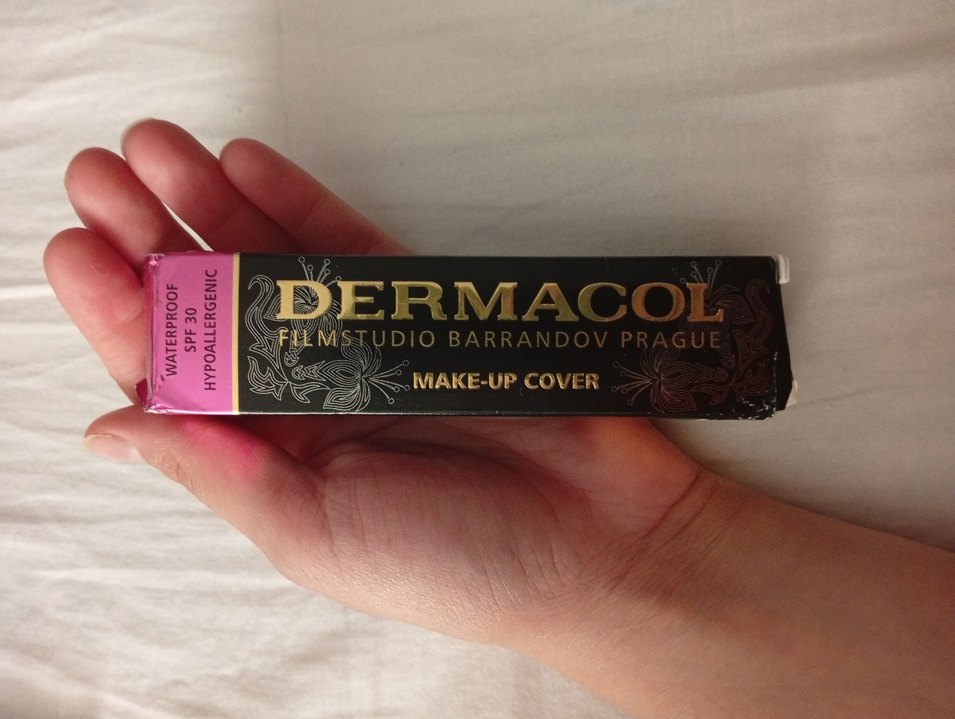 WATERPROOF
SPF 30
HYPOALLERGENIC
DERMACOL
FILMSTUDIO BARRANDOV PRAGUE
MAKE-UP COVER